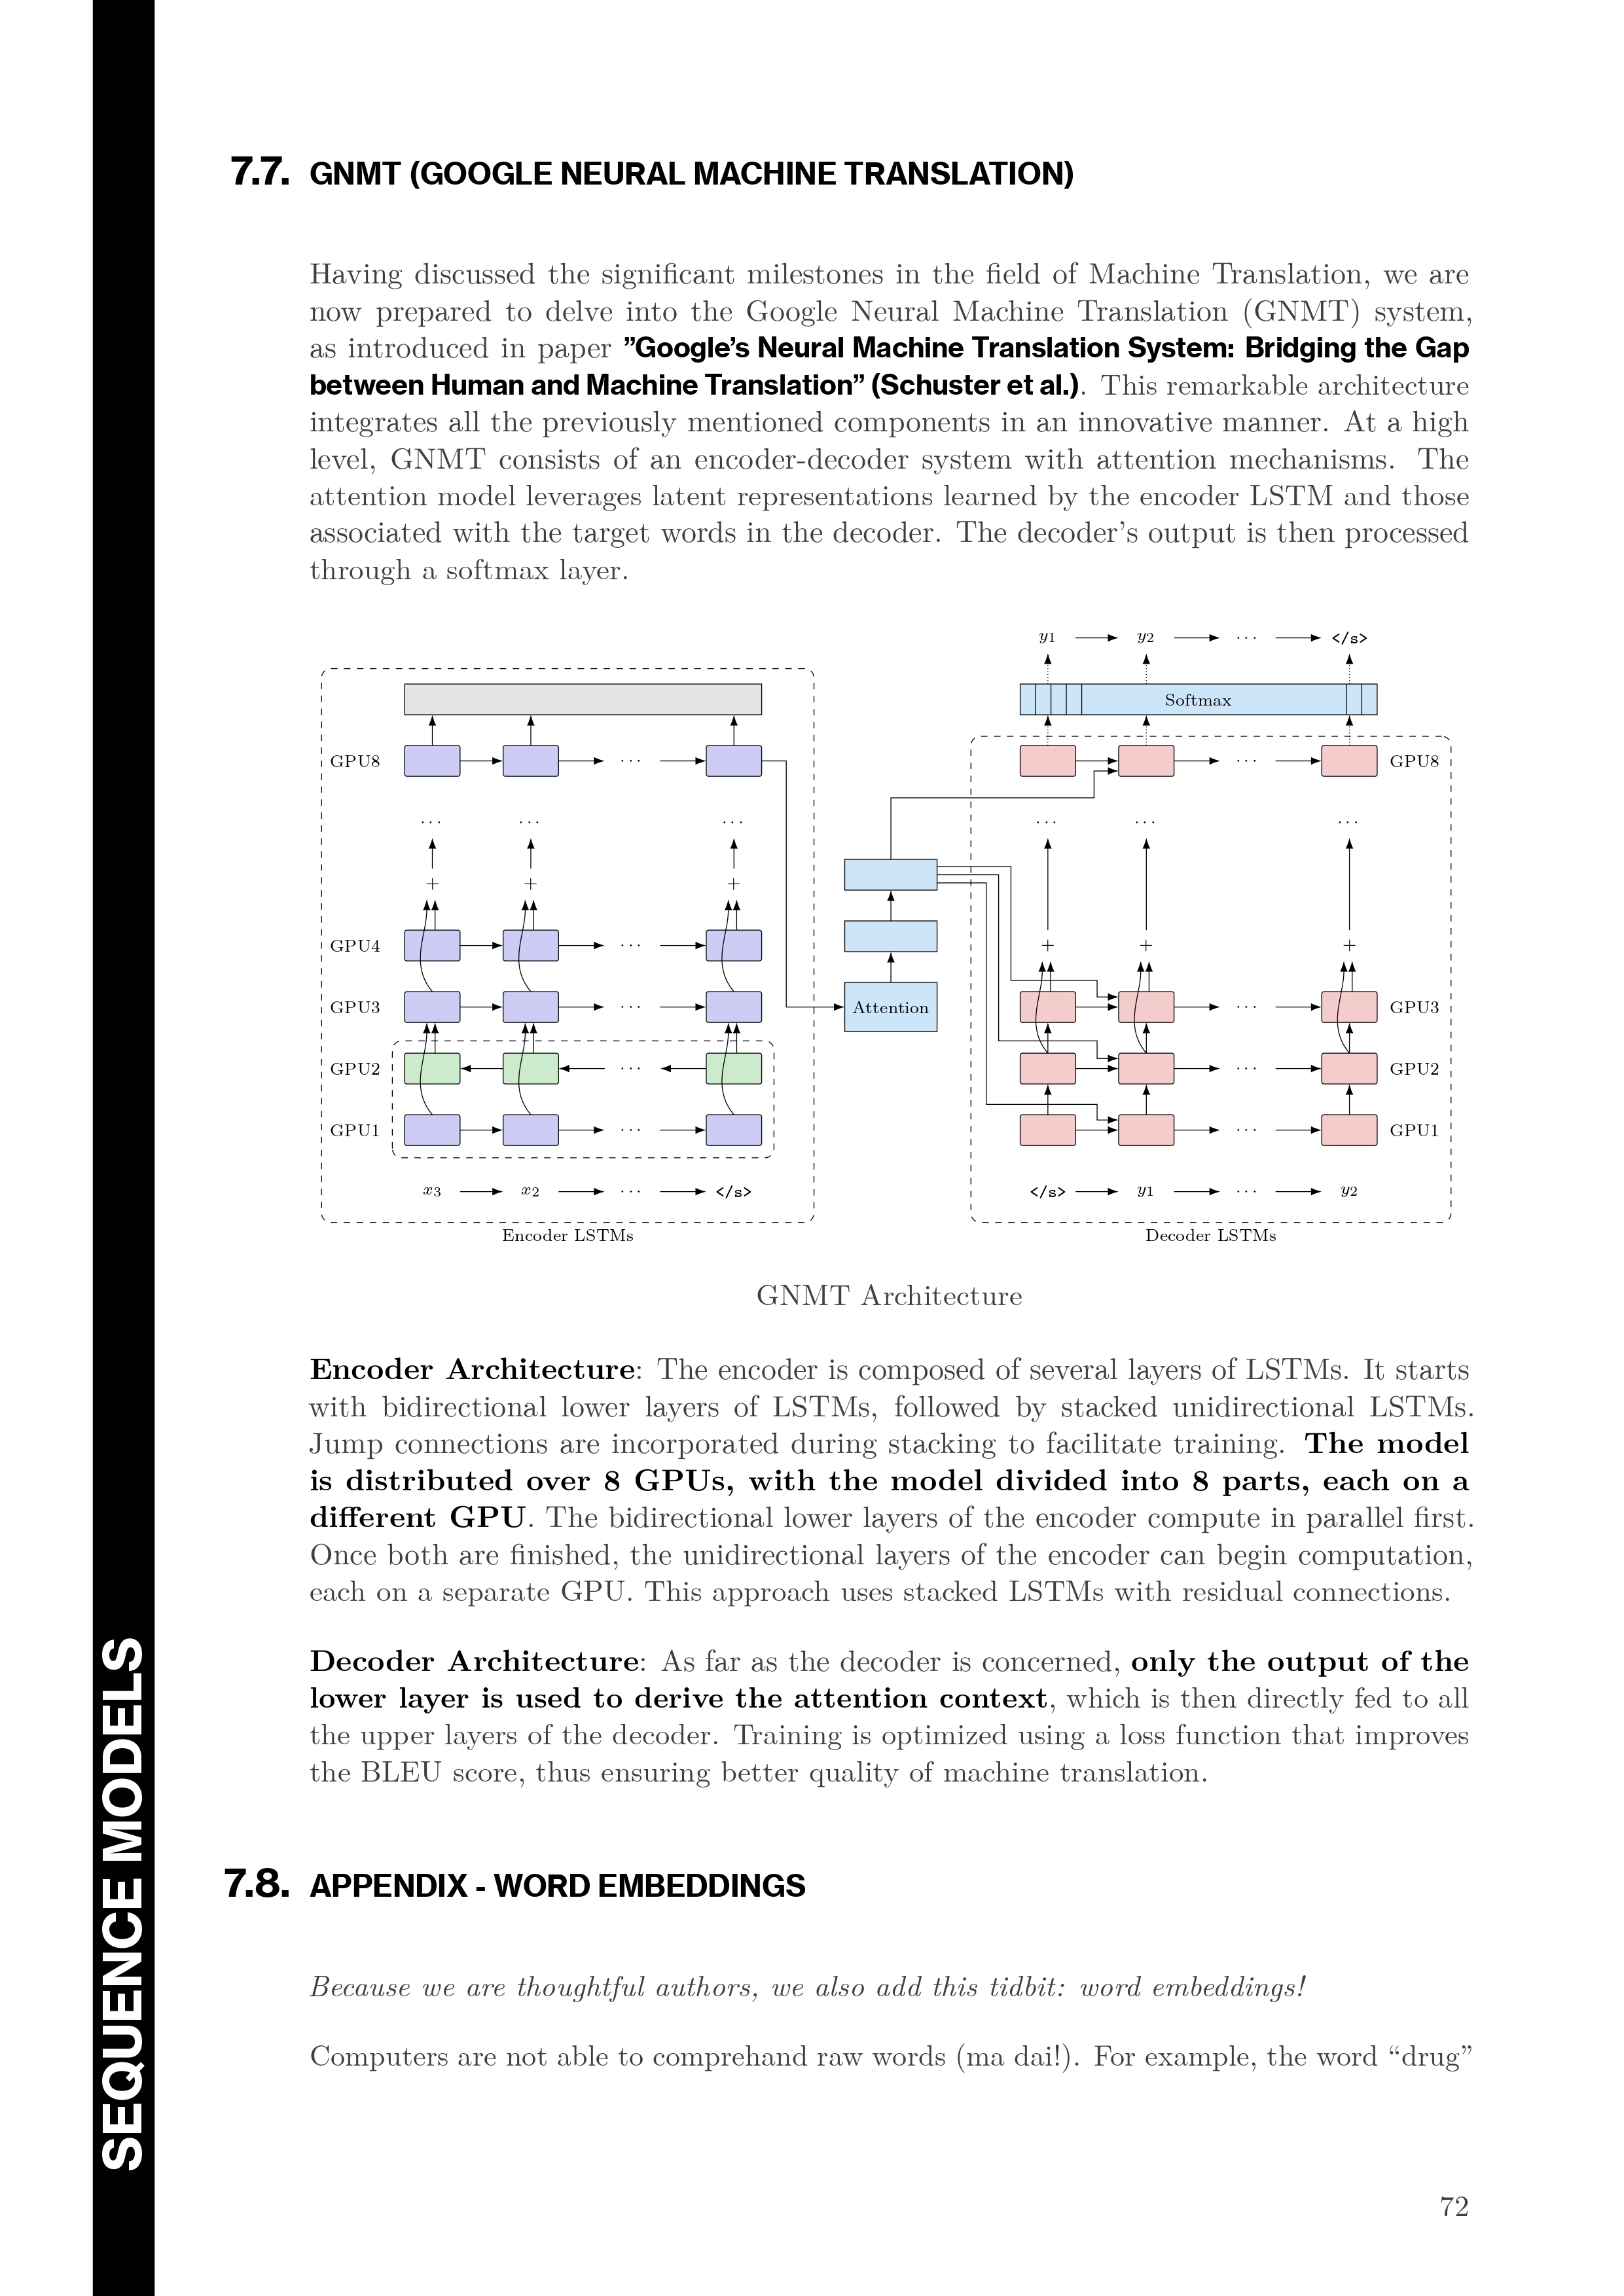 7.7. GNMT (GOOGLE NEURAL MACHINE TRANSLATION)
Having discussed the significant milestones in the field of Machine Translation, we are
now prepared to delve into the Google Neural Machine Translation (GNMT) system,
as introduced in paper ”Google’s Neural Machine Translation System: Bridging the Gap
between Human and Machine Translation” (Schuster et al.). This remarkable architecture
integrates all the previously mentioned components in an innovative manner. At a high
level, GNMT consists of an encoder-decoder system with attention mechanisms. The
attention model leverages latent representations learned by the encoder LSTM and those
associated with the target words in the decoder. The decoder’s output is then processed
through a softmax layer.
y1 y2 ··· </s>
Softmax
GPU8 ··· ··· GPU8
··· ··· ··· ··· ··· ···
+ + +
GPU4 ··· + + +
GPU3 ··· Attention ··· GPU3
GPU2 ··· ··· GPU2
GPU1 ··· ··· GPU1
x3 x2 ··· </s> </s> y1 ··· y2
Encoder LSTMs Decoder LSTMs
GNMT Architecture
Encoder Architecture: The encoder is composed of several layers of LSTMs. It starts
with bidirectional lower layers of LSTMs, followed by stacked unidirectional LSTMs.
Jump connections are incorporated during stacking to facilitate training. The model
is distributed over 8 GPUs, with the model divided into 8 parts, each on a
different GPU. The bidirectional lower layers of the encoder compute in parallel first.
Once both are finished, the unidirectional layers of the encoder can begin computation,
each on a separate GPU. This approach uses stacked LSTMs with residual connections.
Decoder Architecture: As far as the decoder is concerned, only the output of the
lower layer is used to derive the attention context, which is then directly fed to all
the upper layers of the decoder. Training is optimized using a loss function that improves
the BLEU score, thus ensuring better quality of machine translation.
7.8. APPENDIX - WORD EMBEDDINGS
Because we are thoughtful authors, we also add this tidbit: word embeddings!
Computers are not able to comprehand raw words (ma dai!). For example, the word “drug”
72
SEQUENCE MODELS